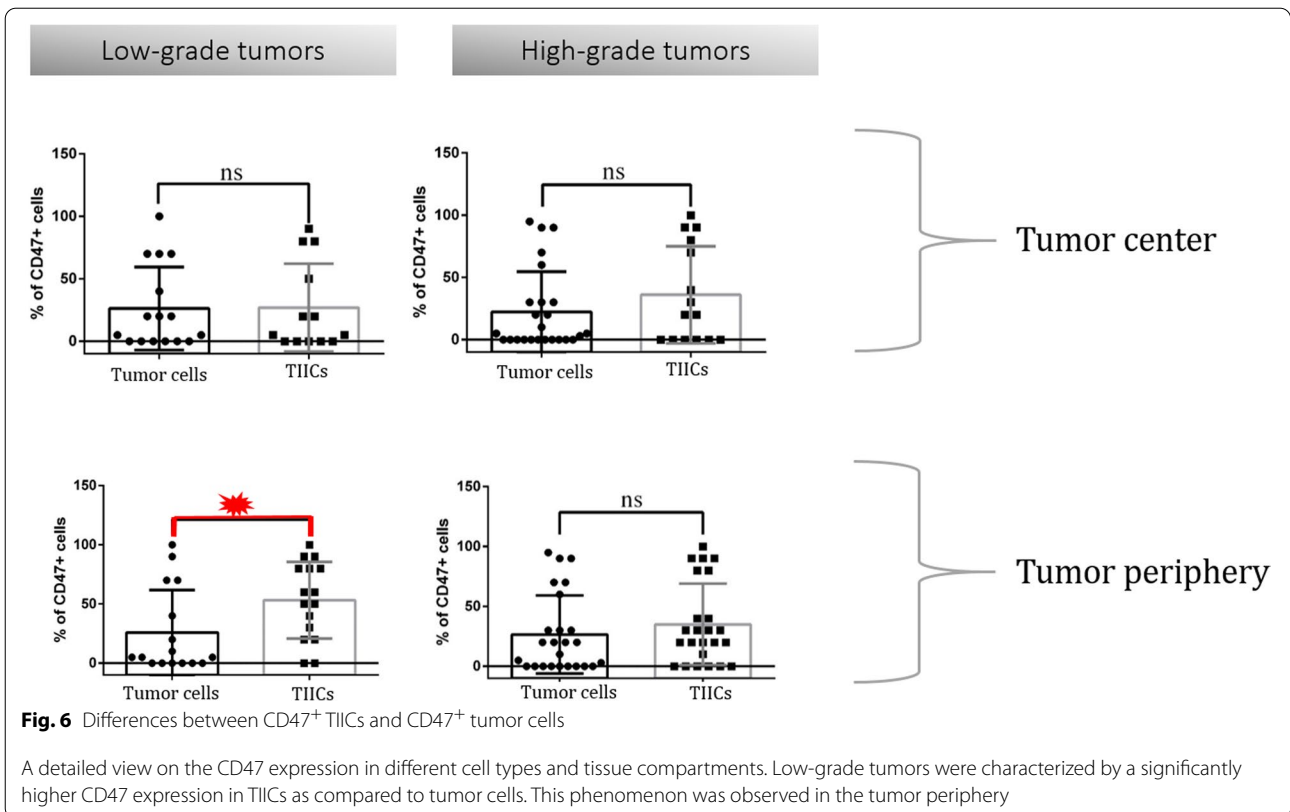 Low-grade tumors
High-grade tumors
150
100
50
0
% of CD47+ cells
ns
Tumor cells
TIICs
150
100
50
0
% of CD47+ cells
ns
Tumor cells
TIICs
Tumor center
150
100
50
0
% of CD47+ cells
Tumor cells
TIICs
150
100
50
0
% of CD47+ cells
ns
Tumor cells
TIICs
Tumor periphery
Fig. 6 Differences between CD47⁺ TIICs and CD47⁺ tumor cells
A detailed view on the CD47 expression in different cell types and tissue compartments. Low-grade tumors were characterized by a significantly
higher CD47 expression in TIICs as compared to tumor cells. This phenomenon was observed in the tumor periphery